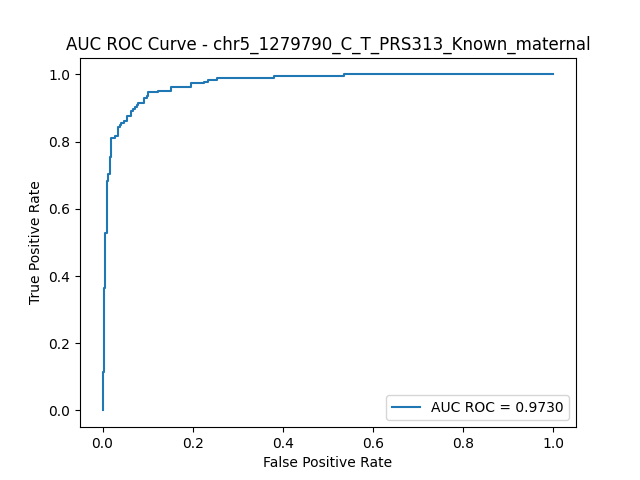 AUC ROC Curve - chr5_1279790_C_T_PRS313_Known_maternal
1.0
0.8
0.6
0.4
0.2
0.0
True Positive Rate
AUC ROC = 0.9730
0.0 0.2 0.4 0.6 0.8 1.0
False Positive Rate